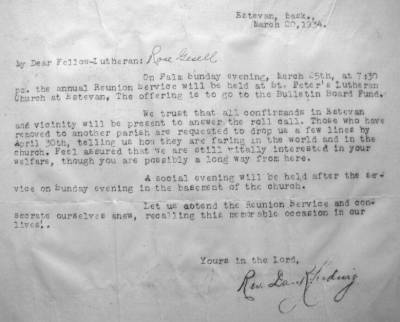 Estevan, Sask.,
March 20, 1934.
My Dear Fellow-Lutheran: Rose Gesell
On Palm Sunday evening, March 25th, at 7:30
pm. the annual Reunion Service will be held at St. Peter's Lutheran
Church at Estevan, The offering is to go to the Bulletin Board Fund.
We trust that all confirmands in Estevan
and vicinity will be present to answer the roll call. Those who have
removed to another parish are requested to drop us a few lines by
April 30th, telling us how they are faring in the world and in the
church. Feel assured that we are still vitally interested in your
welfare, though you are possibly a long way from here.
A social evening will be held after the ser-
vice on Sunday evening in the basement of the church.
Let us attend the Reunion Service and con-
secrate ourselves anew, recalling this memorable occasion in our
lives.
Yours in the Lord,
Rev.